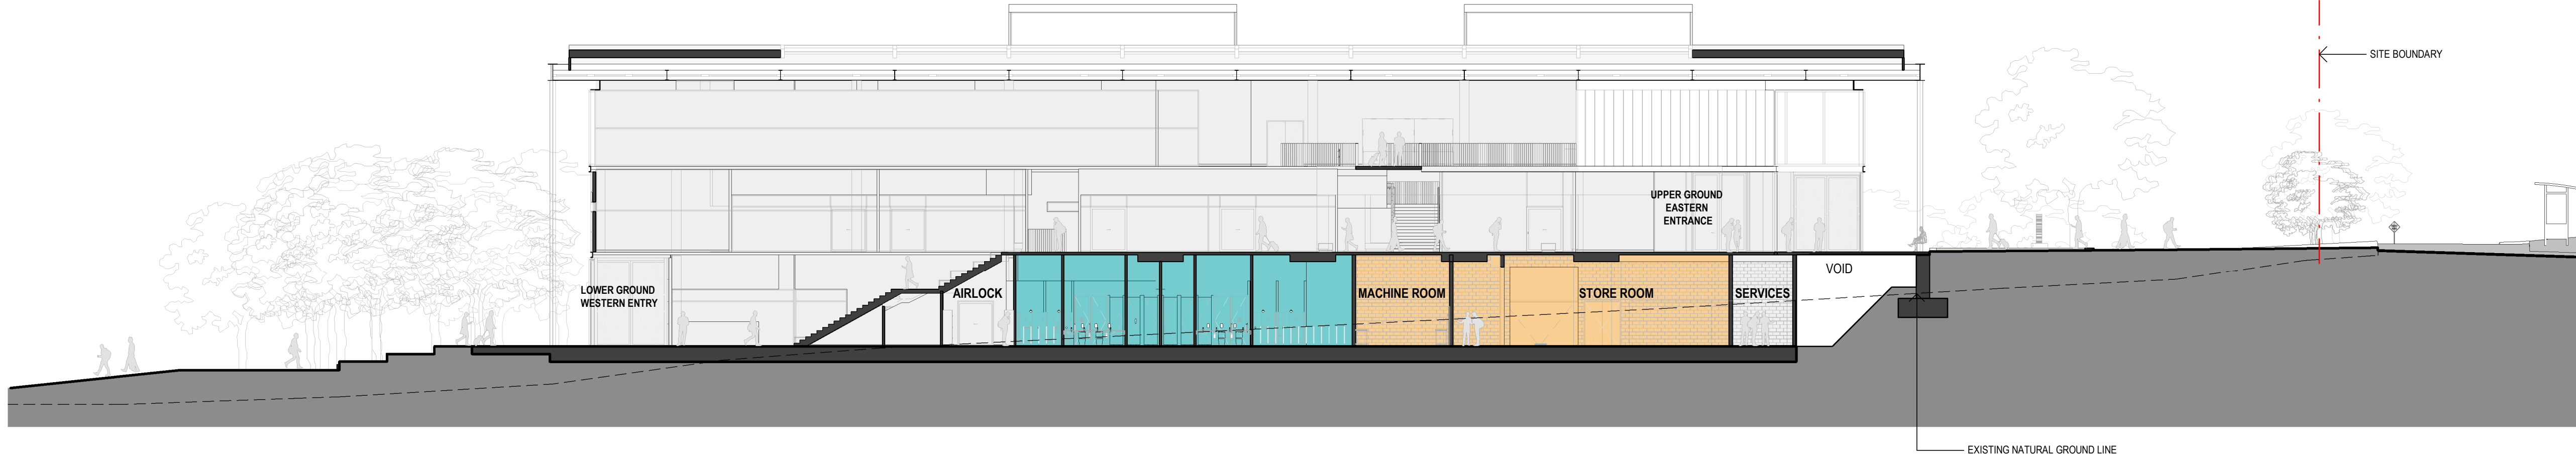 SITE BOUNDARY
UPPER GROUND
EASTERN
ENTRANCE
LOWER GROUND
WESTERN ENTRY
AIRLOCK
MACHINE ROOM
STORE ROOM
SERVICES
VOID
EXISTING NATURAL GROUND LINE